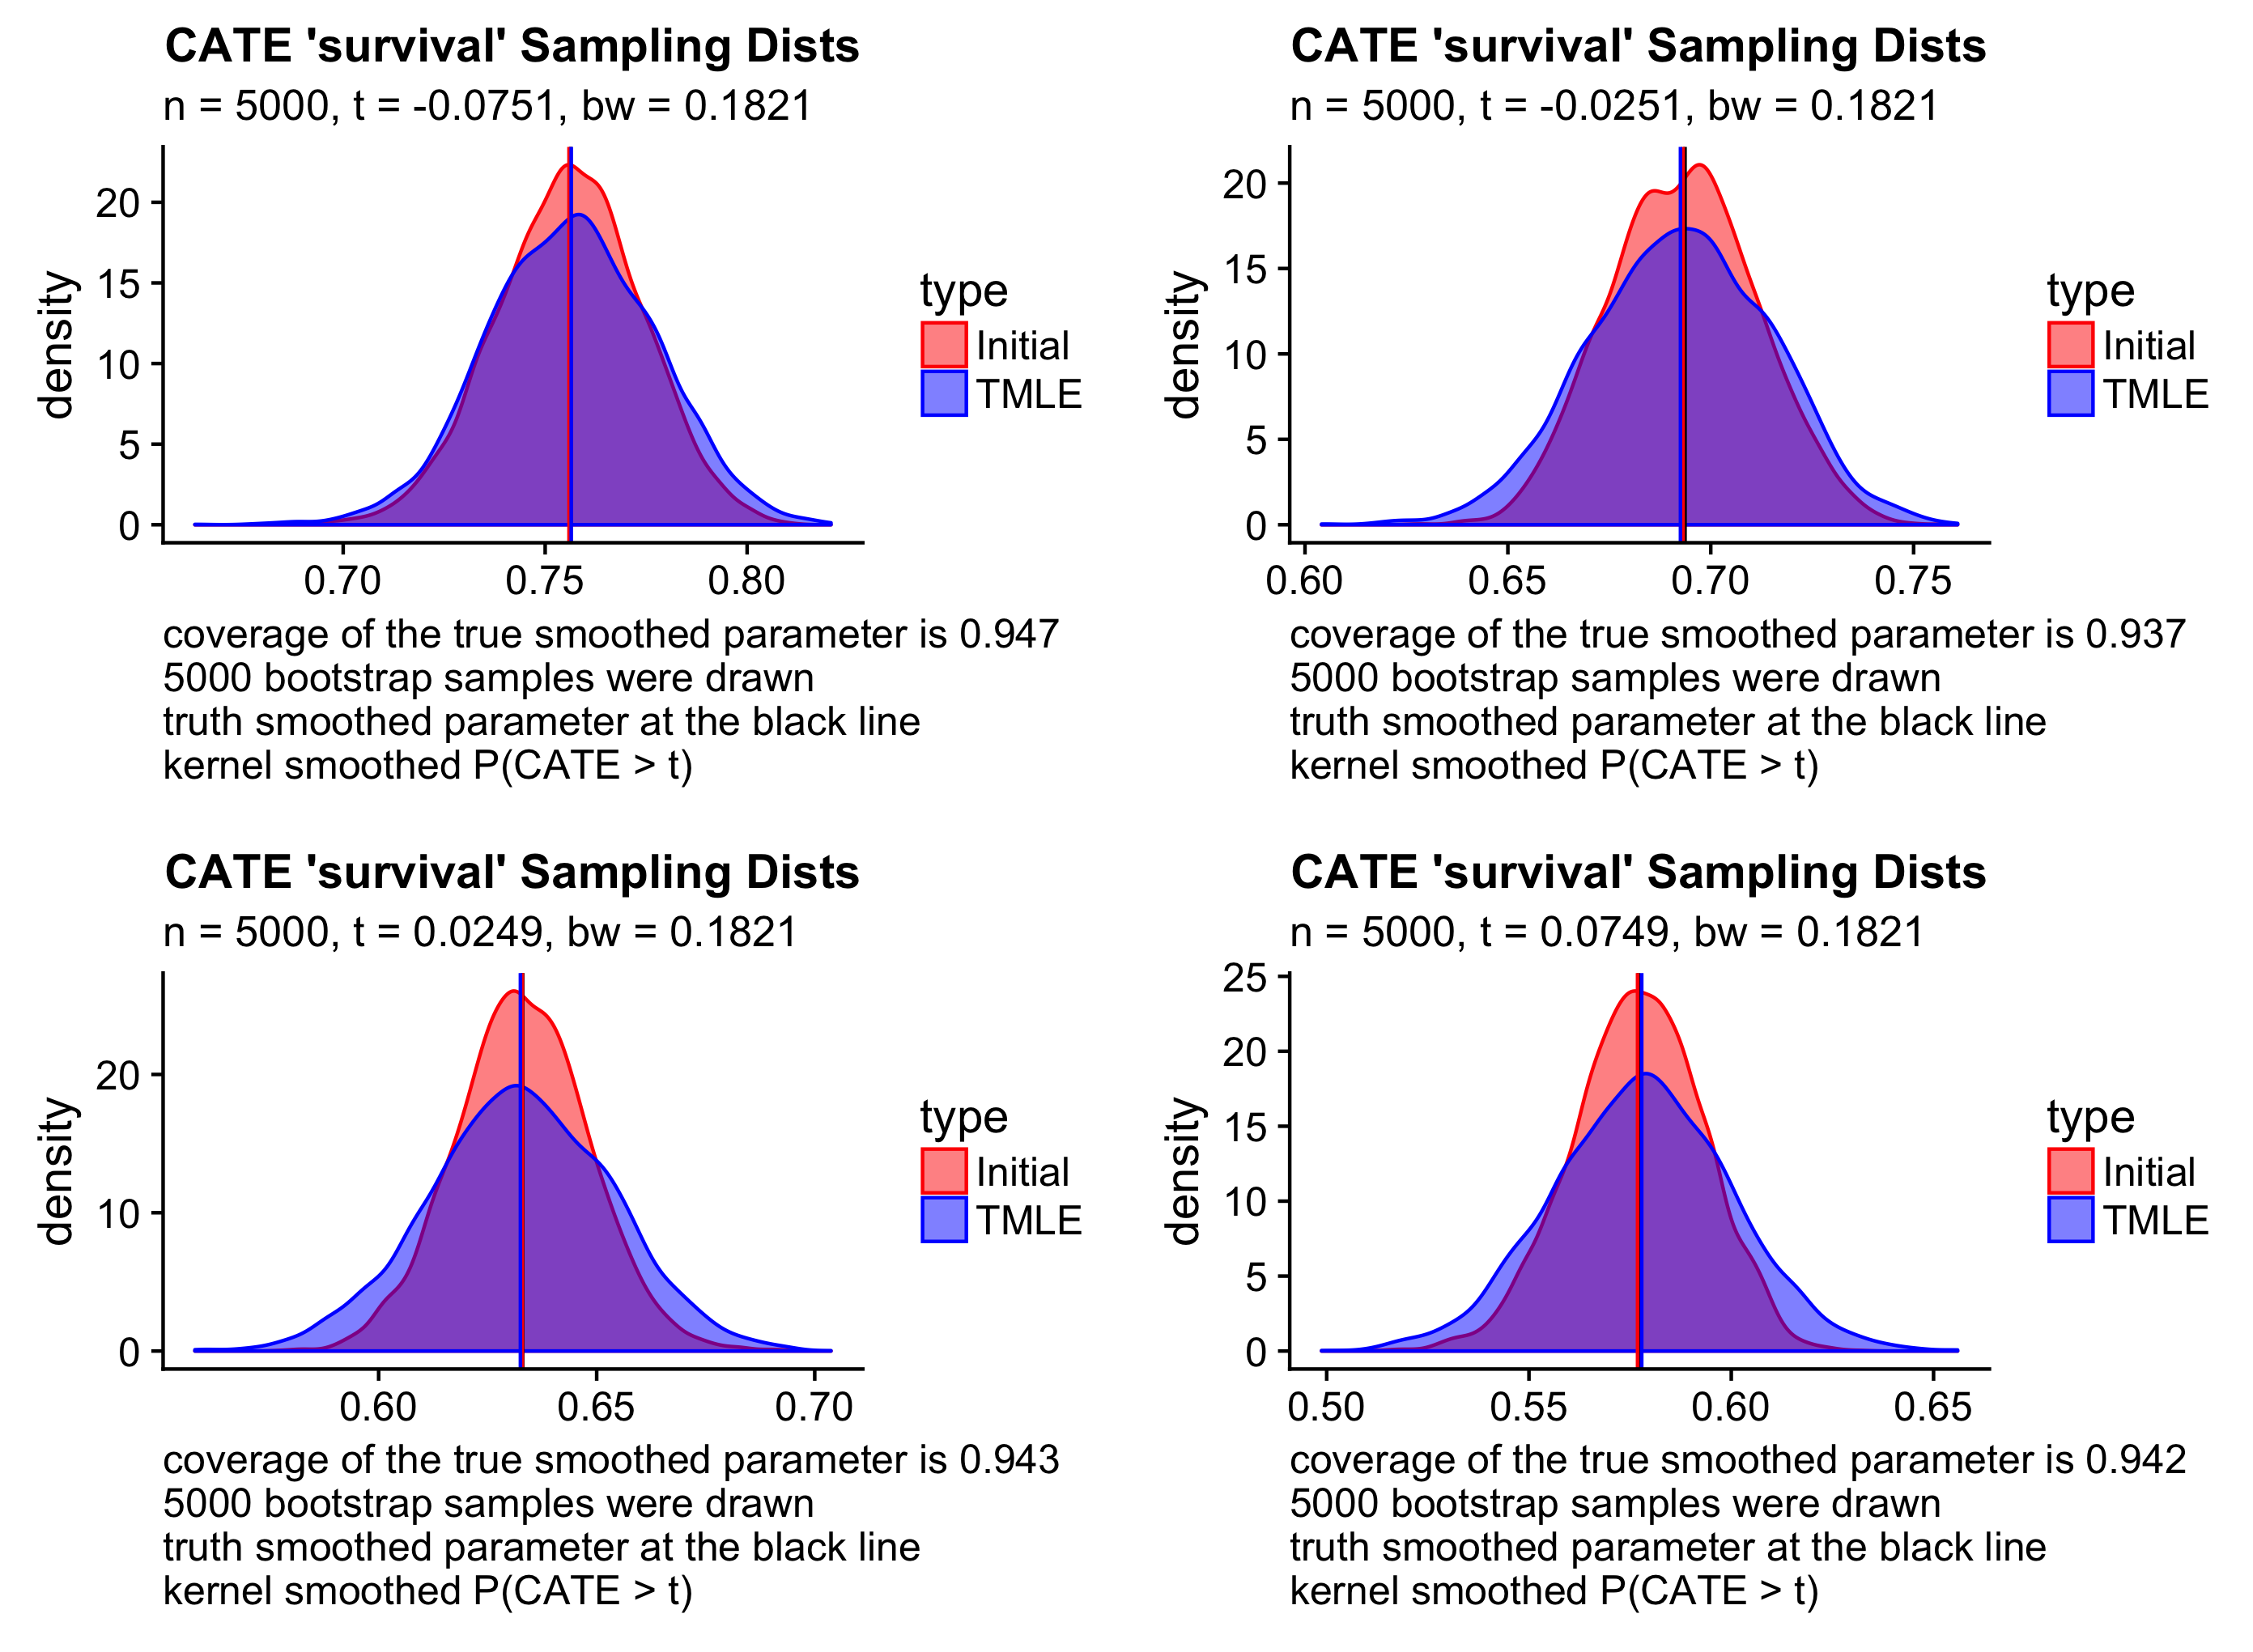 CATE 'survival' Sampling Dists
n = 5000, t = -0.0751, bw = 0.1821
density
20
15
10
5
0
0.70 0.75 0.80
type
Initial
TMLE
coverage of the true smoothed parameter is 0.947
5000 bootstrap samples were drawn
truth smoothed parameter at the black line
kernel smoothed P(CATE > t)
CATE 'survival' Sampling Dists
n = 5000, t = -0.0251, bw = 0.1821
density
20
15
10
5
0
0.60 0.65 0.70 0.75
type
Initial
TMLE
coverage of the true smoothed parameter is 0.937
5000 bootstrap samples were drawn
truth smoothed parameter at the black line
kernel smoothed P(CATE > t)
CATE 'survival' Sampling Dists
n = 5000, t = 0.0249, bw = 0.1821
density
20
10
0
0.60 0.65 0.70
type
Initial
TMLE
coverage of the true smoothed parameter is 0.943
5000 bootstrap samples were drawn
truth smoothed parameter at the black line
kernel smoothed P(CATE > t)
CATE 'survival' Sampling Dists
n = 5000, t = 0.0749, bw = 0.1821
density
25
20
15
10
5
0
0.50 0.55 0.60 0.65
type
Initial
TMLE
coverage of the true smoothed parameter is 0.942
5000 bootstrap samples were drawn
truth smoothed parameter at the black line
kernel smoothed P(CATE > t)